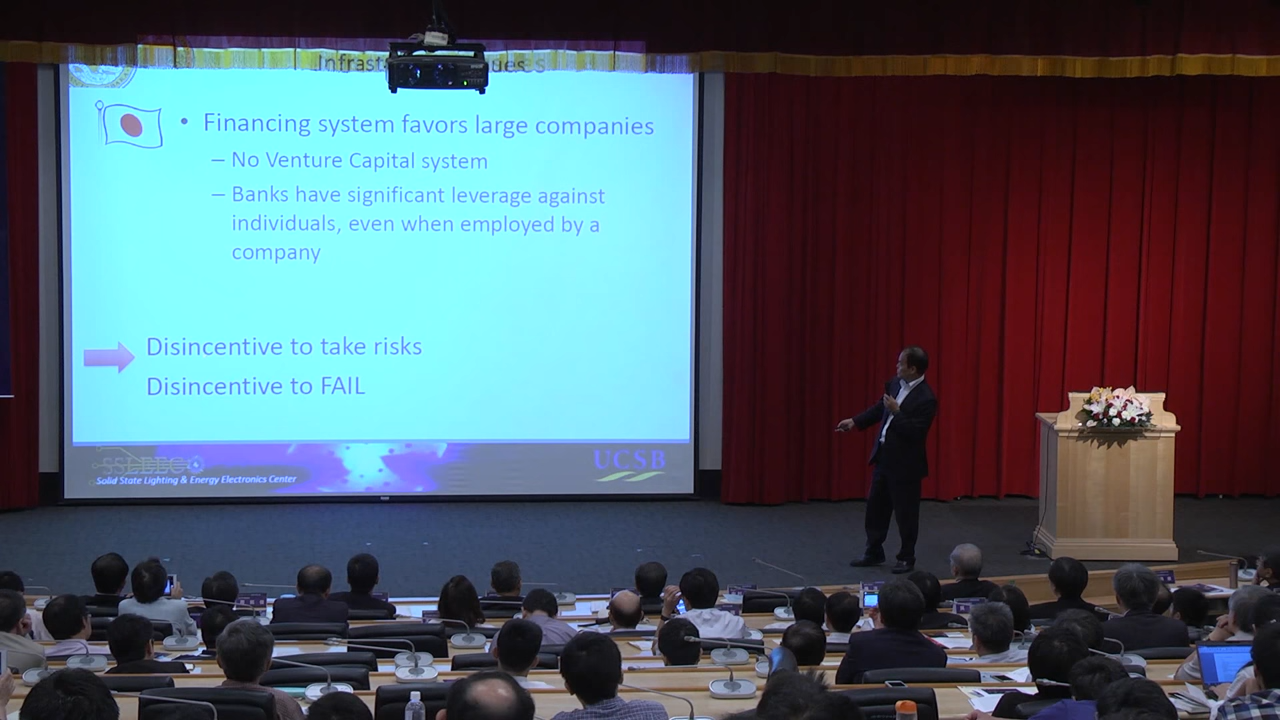 • Financing system favors large companies
– No Venture Capital system
– Banks have significant leverage against
individuals, even when employed by a
company
Disincentive to take risks
Disincentive to FAIL
SSLEEC
Solid State Lighting & Energy Electronics Center
UCSB